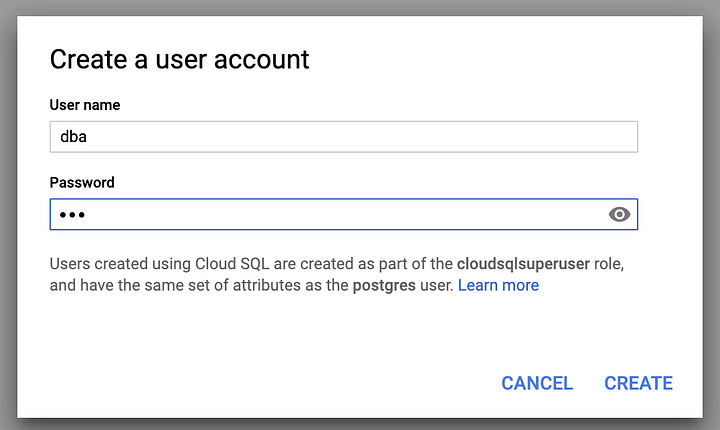 Create a user account
User name
dba
Password
•••
Users created using Cloud SQL are created as part of the cloudsqlsuperuser role,
and have the same set of attributes as the postgres user. Learn more
CANCEL CREATE